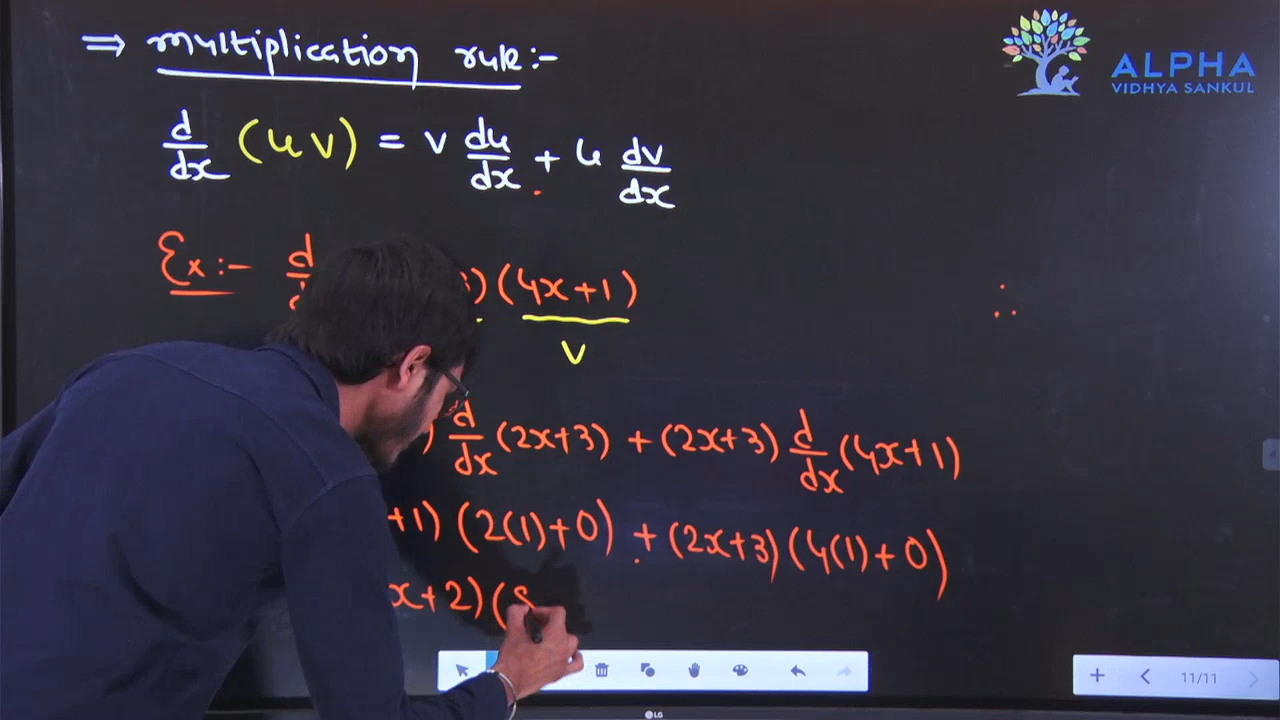 ⇒ multiplication rule :-
ALPHA
VIDHYA SANKUL
d/dx (uv) = v du/dx + u dv/dx
Ex :- d ) (4x+1)
v
∴
) d/dx (2x+3) + (2x+3) d/dx (4x+1)
+1) (2(1)+0) + (2x+3) (4(1)+0)
x+2) (8
11/11
LG